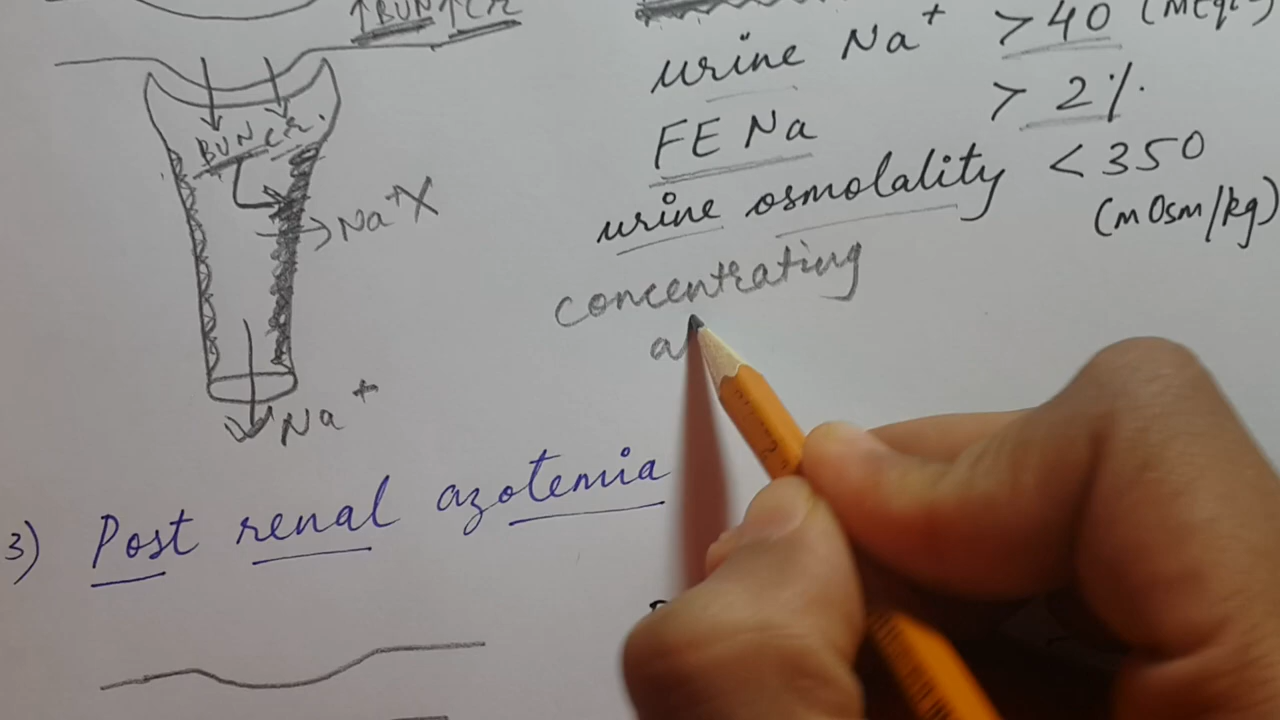 ↑BUN ↑Cr
BUN Cr.
Na⁺X
Na⁺
urine Na⁺ >40 (mEq/
FE Na > 2%
urine osmolality < 350
(mOsm/kg)
concentrating
a
3) Post renal azotemia